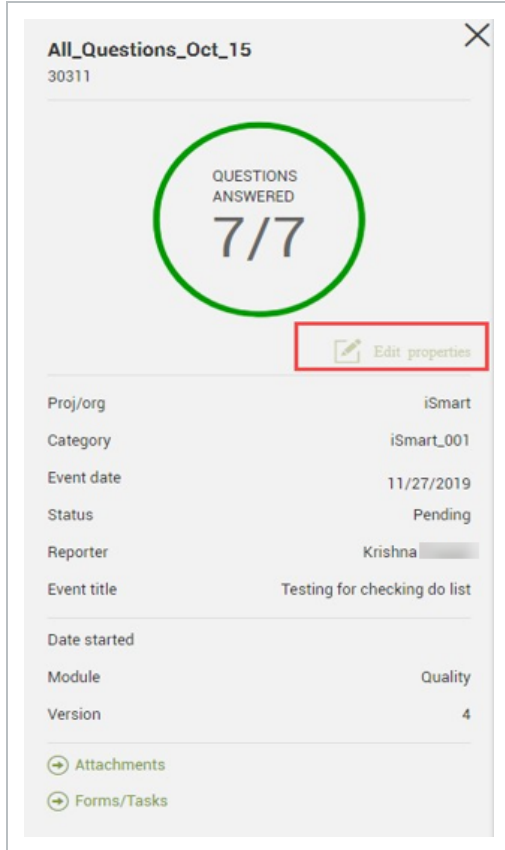 All_Questions_Oct_15
30311
QUESTIONS
ANSWERED
7/7
Edit properties
Proj/org iSmart
Category iSmart_001
Event date 11/27/2019
Status Pending
Reporter Krishna
Event title Testing for checking do list
Date started
Module Quality
Version 4
Attachments
Forms/Tasks